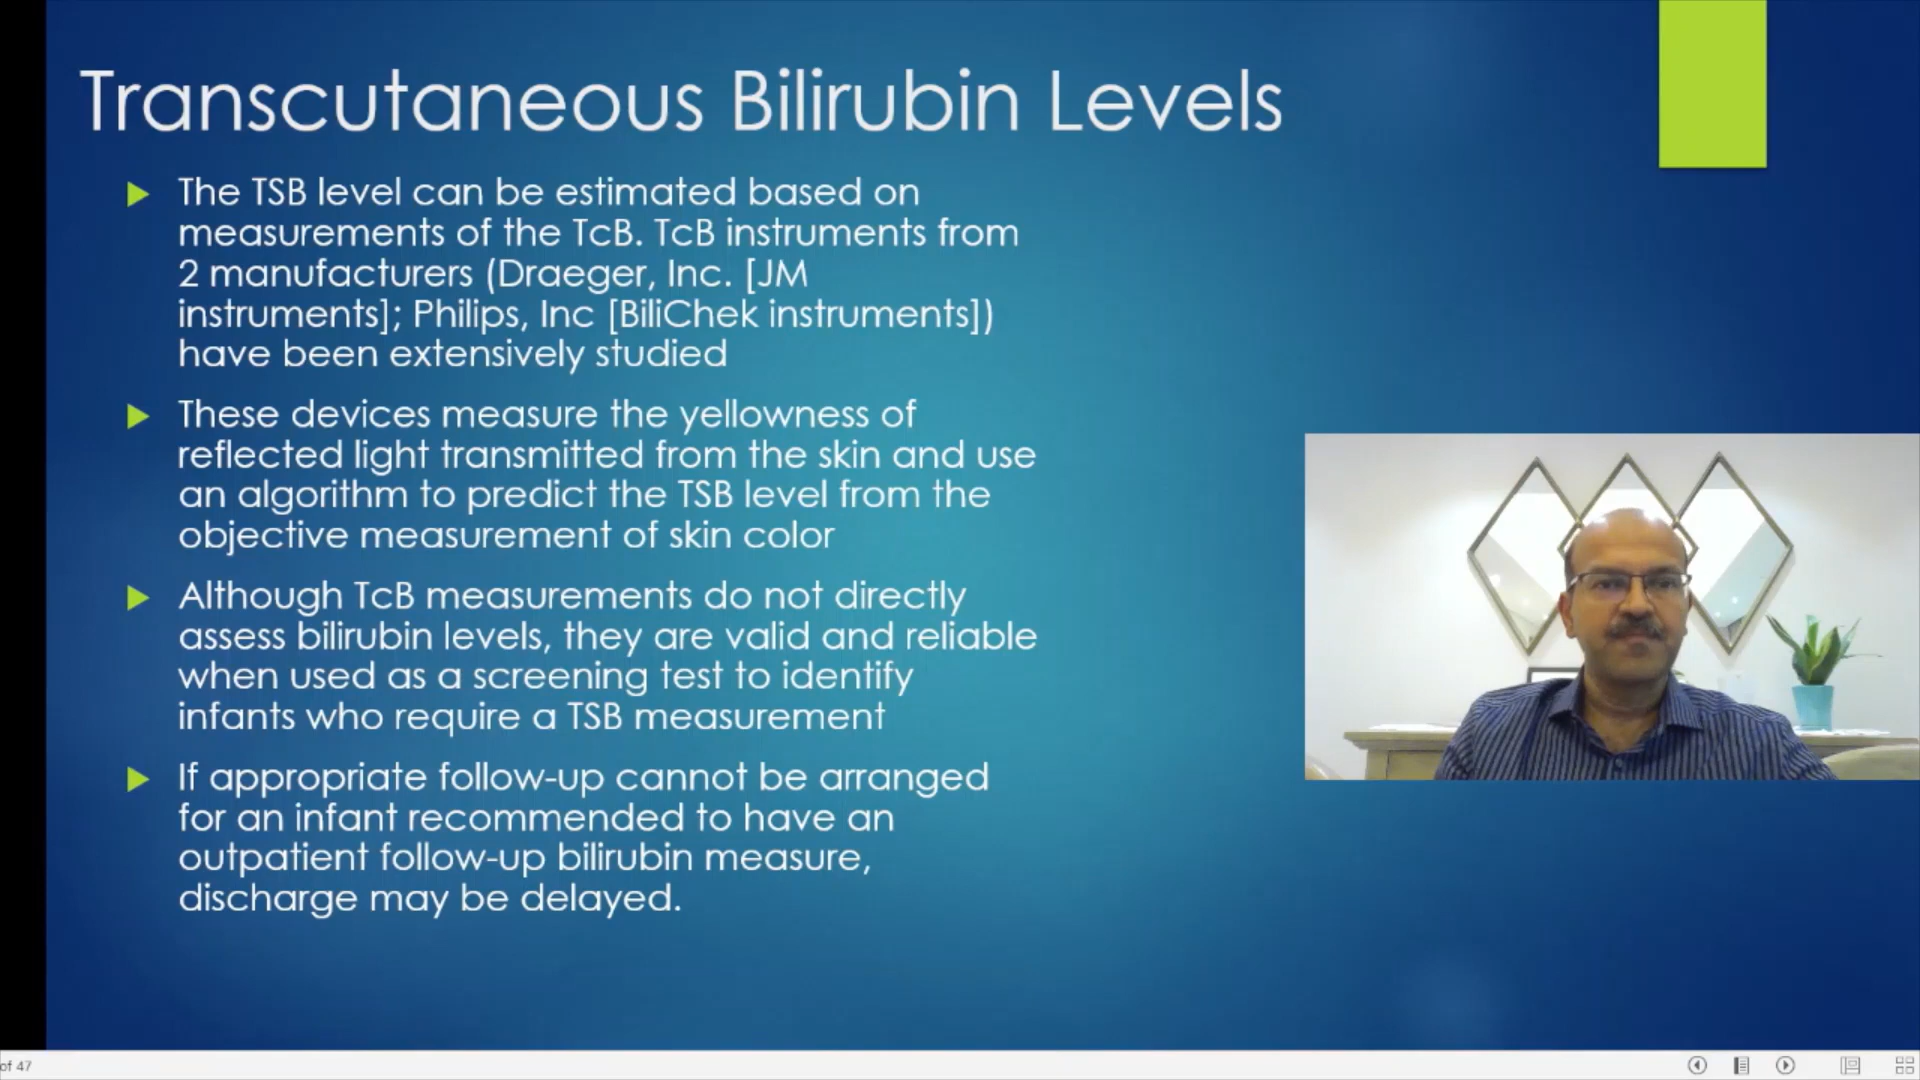 Transcutaneous Bilirubin Levels
The TSB level can be estimated based on
measurements of the TcB. TcB instruments from
2 manufacturers (Draeger, Inc. [JM
instruments]; Philips, Inc [BiliChek instruments])
have been extensively studied
These devices measure the yellowness of
reflected light transmitted from the skin and use
an algorithm to predict the TSB level from the
objective measurement of skin color
Although TcB measurements do not directly
assess bilirubin levels, they are valid and reliable
when used as a screening test to identify
infants who require a TSB measurement
If appropriate follow-up cannot be arranged
for an infant recommended to have an
outpatient follow-up bilirubin measure,
discharge may be delayed.
of 47